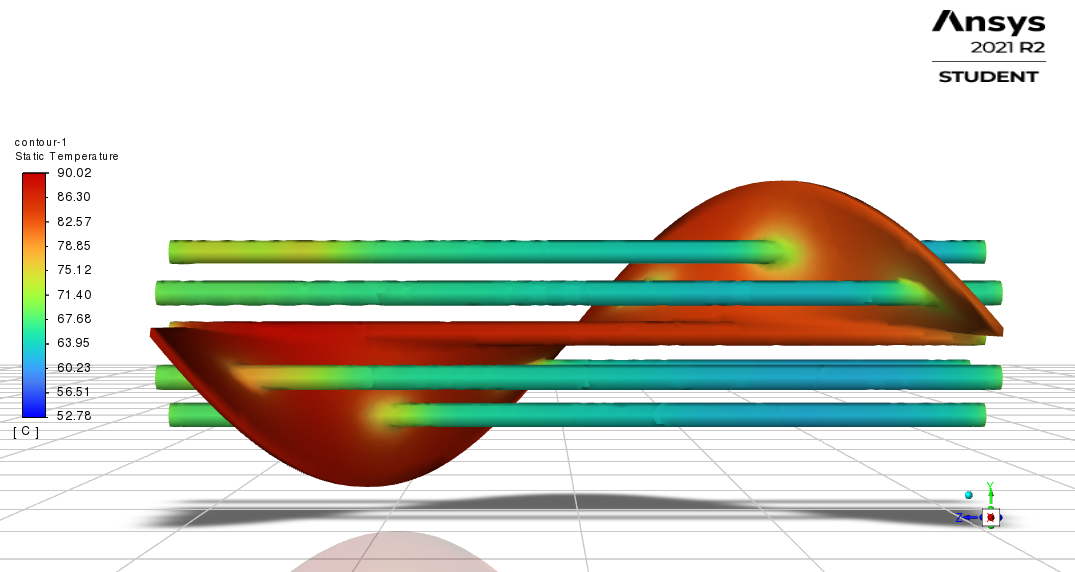 Ansys
2021 R2
STUDENT
contour-1
Static Temperature
90.02
86.30
82.57
78.85
75.12
71.40
67.68
63.95
60.23
56.51
52.78
[ C ]
Y
Z